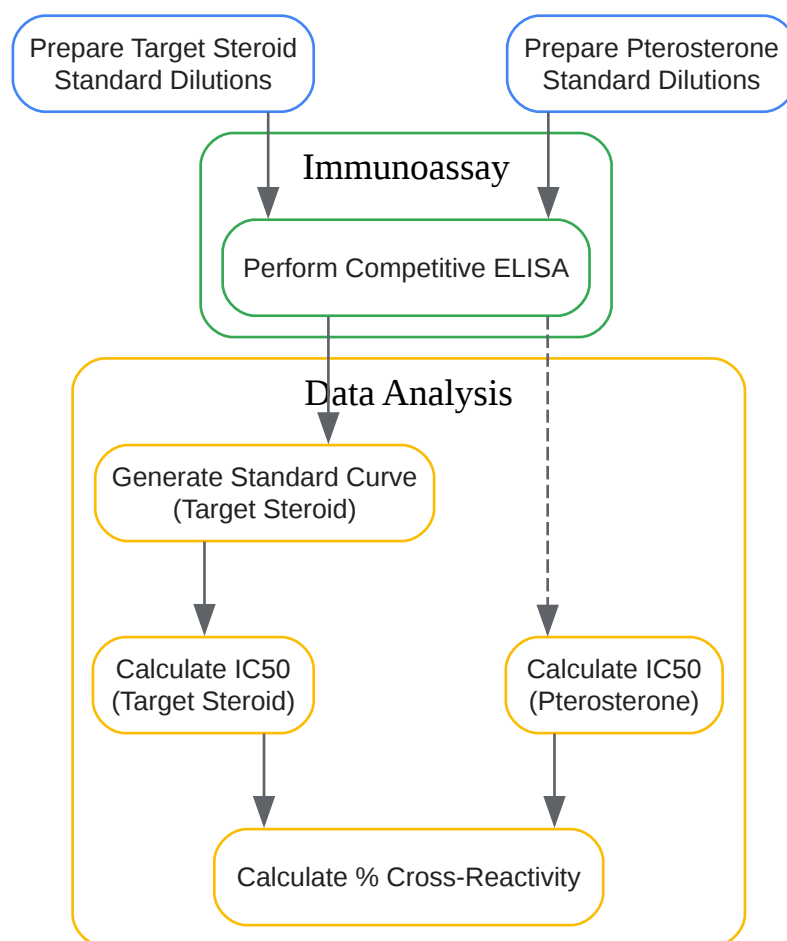 Prepare Target Steroid
Standard Dilutions
Prepare Pterosterone
Standard Dilutions
Immunoassay
Perform Competitive ELISA
Data Analysis
Generate Standard Curve
(Target Steroid)
Calculate IC50
(Target Steroid)
Calculate IC50
(Pterosterone)
Calculate % Cross-Reactivity